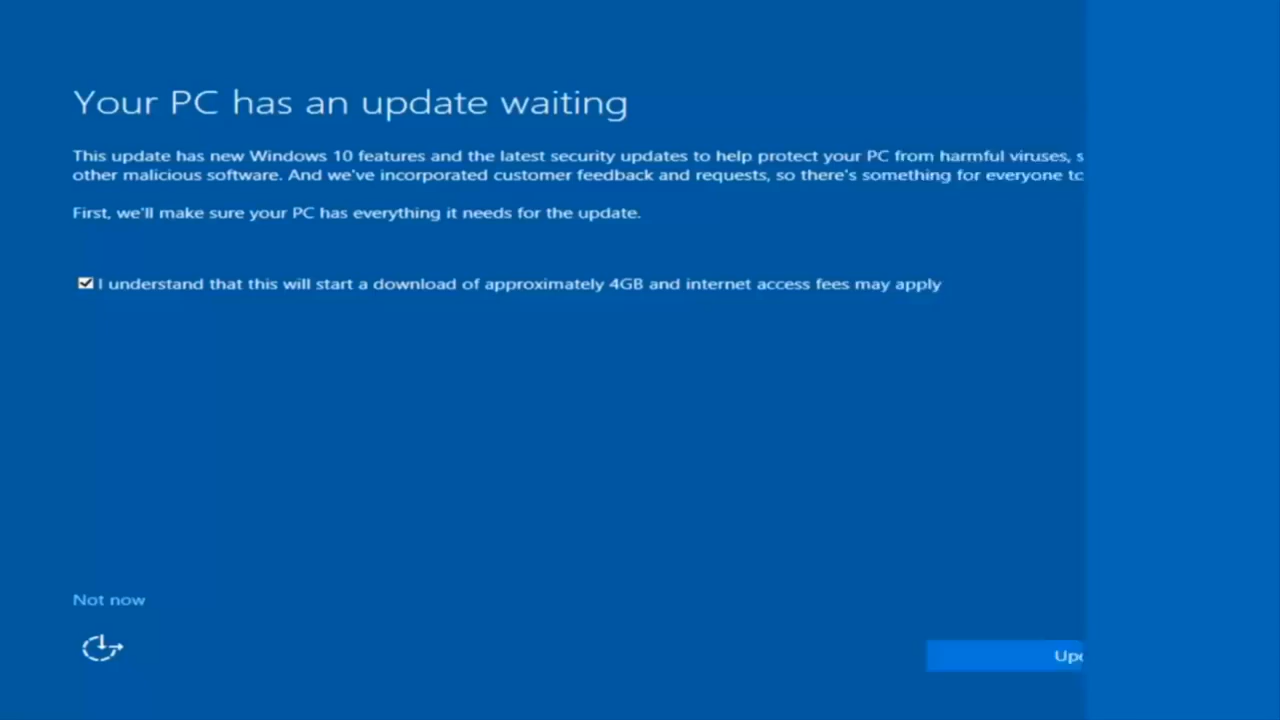 Your PC has an update waiting
This update has new Windows 10 features and the latest security updates to help protect your PC from harmful viruses, s
other malicious software. And we've incorporated customer feedback and requests, so there's something for everyone to
First, we'll make sure your PC has everything it needs for the update.
I understand that this will start a download of approximately 4GB and internet access fees may apply
Not now
Upd